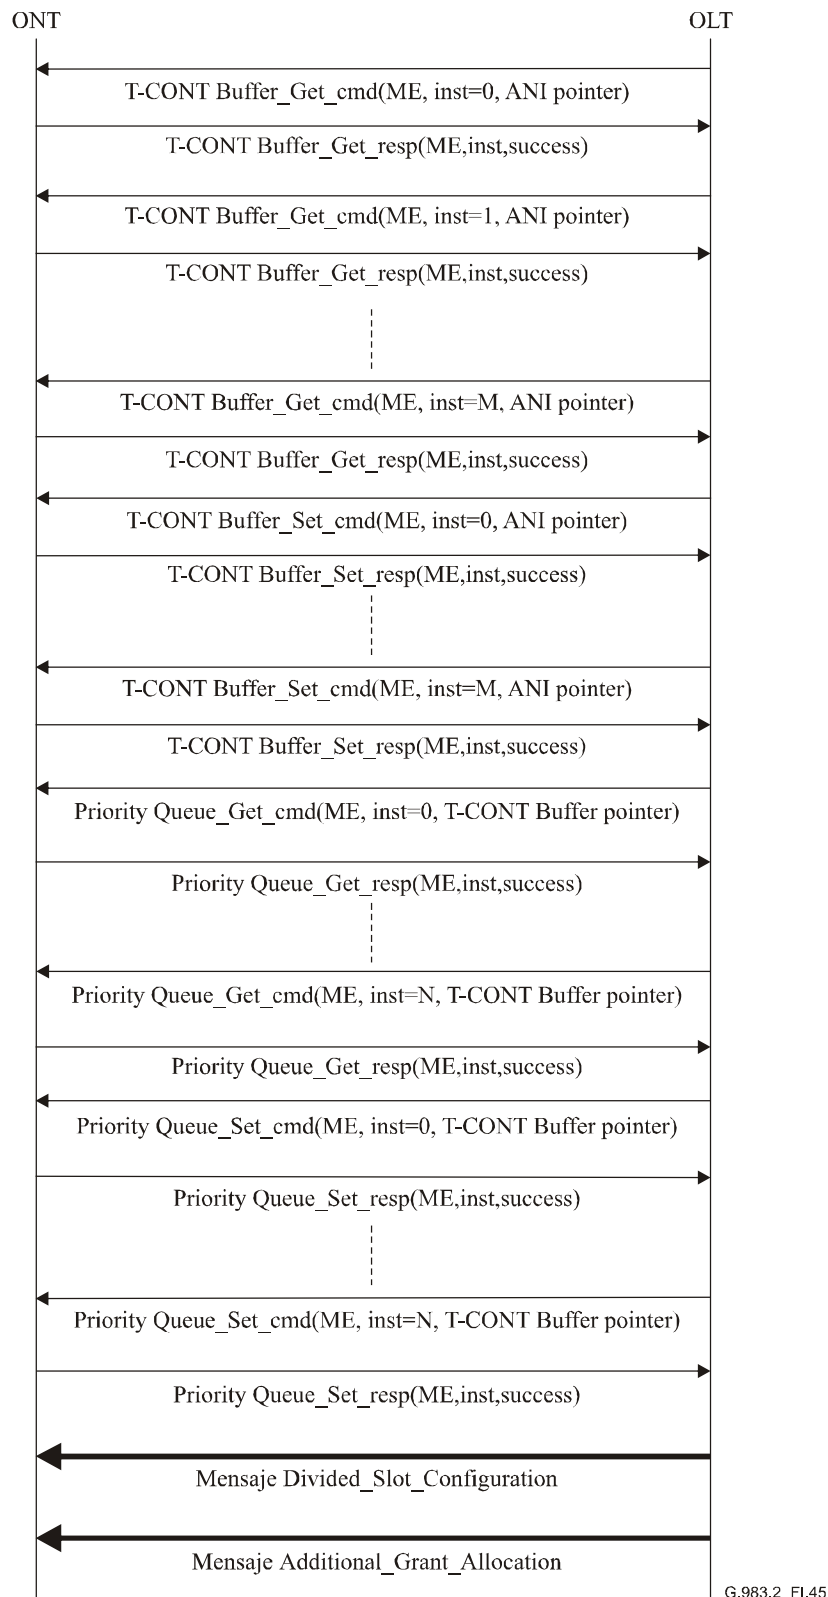 ONT OLT
T-CONT Buffer_Get_cmd(ME, inst=0, ANI pointer)
T-CONT Buffer_Get_resp(ME,inst,success)
T-CONT Buffer_Get_cmd(ME, inst=1, ANI pointer)
T-CONT Buffer_Get_resp(ME,inst,success)
T-CONT Buffer_Get_cmd(ME, inst=M, ANI pointer)
T-CONT Buffer_Get_resp(ME,inst,success)
T-CONT Buffer_Set_cmd(ME, inst=0, ANI pointer)
T-CONT Buffer_Set_resp(ME,inst,success)
T-CONT Buffer_Set_cmd(ME, inst=M, ANI pointer)
T-CONT Buffer_Set_resp(ME,inst,success)
Priority Queue_Get_cmd(ME, inst=0, T-CONT Buffer pointer)
Priority Queue_Get_resp(ME,inst,success)
Priority Queue_Get_cmd(ME, inst=N, T-CONT Buffer pointer)
Priority Queue_Get_resp(ME,inst,success)
Priority Queue_Set_cmd(ME, inst=0, T-CONT Buffer pointer)
Priority Queue_Set_resp(ME,inst,success)
Priority Queue_Set_cmd(ME, inst=N, T-CONT Buffer pointer)
Priority Queue_Set_resp(ME,inst,success)
Mensaje Divided_Slot_Configuration
Mensaje Additional_Grant_Allocation
G.983.2_FI.45